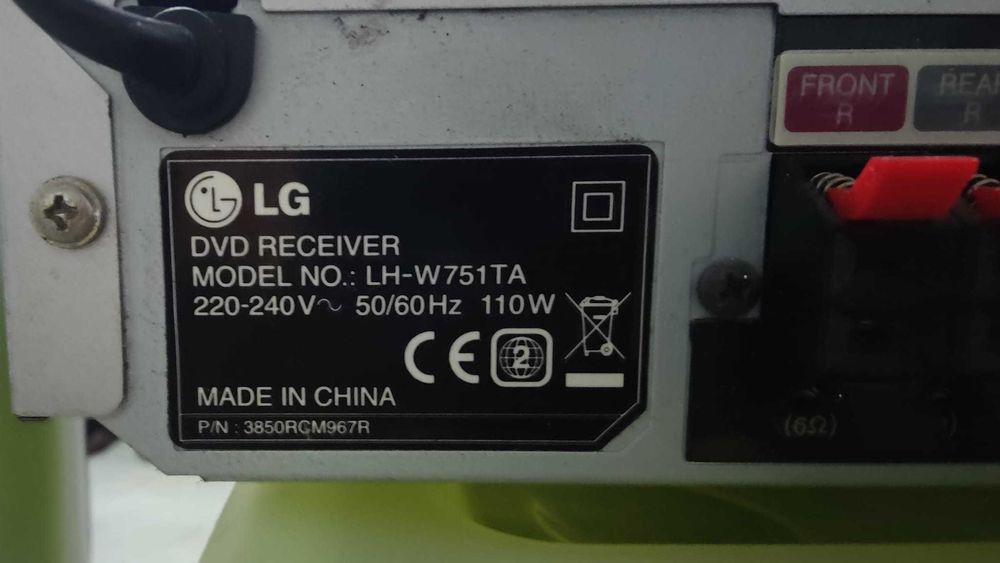 LG
DVD RECEIVER
MODEL NO.: LH-W751TA
220-240V~ 50/60Hz 110W
CE 2
MADE IN CHINA
P/N : 3850RCM967R
FRONT
R
REAR
R
(6Ω)